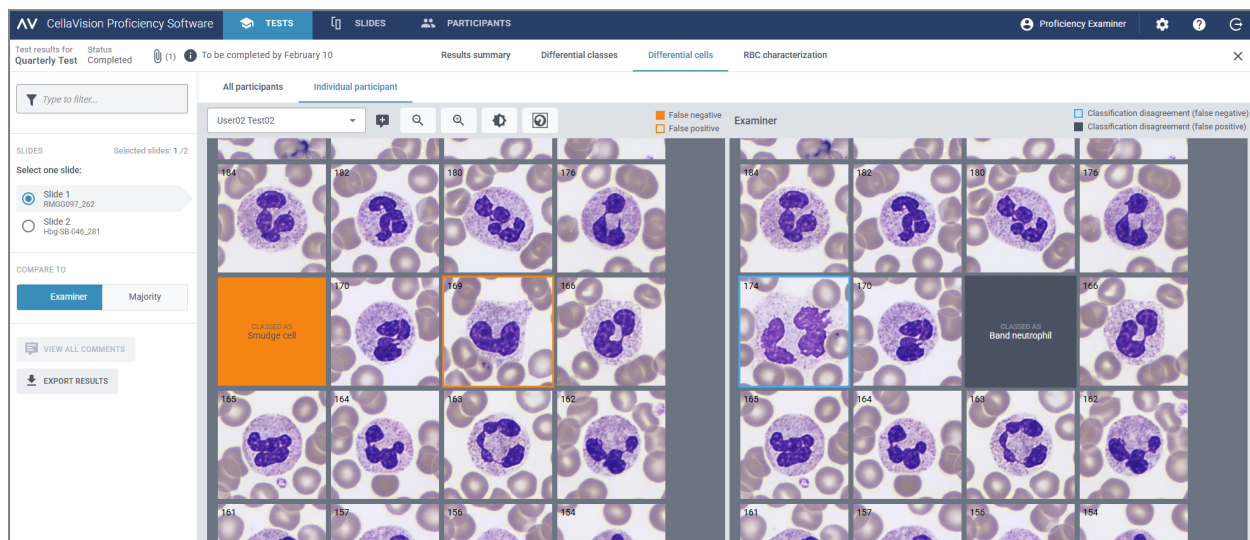 CellaVision Proficiency Software
TESTS
SLIDES
PARTICIPANTS
Proficiency Examiner
Test results for
Quarterly Test
Status
Completed
(1)
To be completed by February 10
Results summary
Differential classes
Differential cells
RBC characterization
All participants
Individual participant
Type to filter...
User02 Test02
False negative
False positive
Examiner
Classification disagreement (false negative)
Classification disagreement (false positive)
SLIDES
Selected slides: 1 /2
Select one slide:
Slide 1
RMGG097_262
Slide 2
Hbg-SB-046_281
COMPARE TO
Examiner
Majority
VIEW ALL COMMENTS
EXPORT RESULTS
184 182 180 176
CLASSED AS
Smudge cell
170 169 166
165 164 163 162
161 157 156 154
184 182 180 176
174 170
CLASSED AS
Band neutrophil
166
165 164 163 162
161 157 156 154